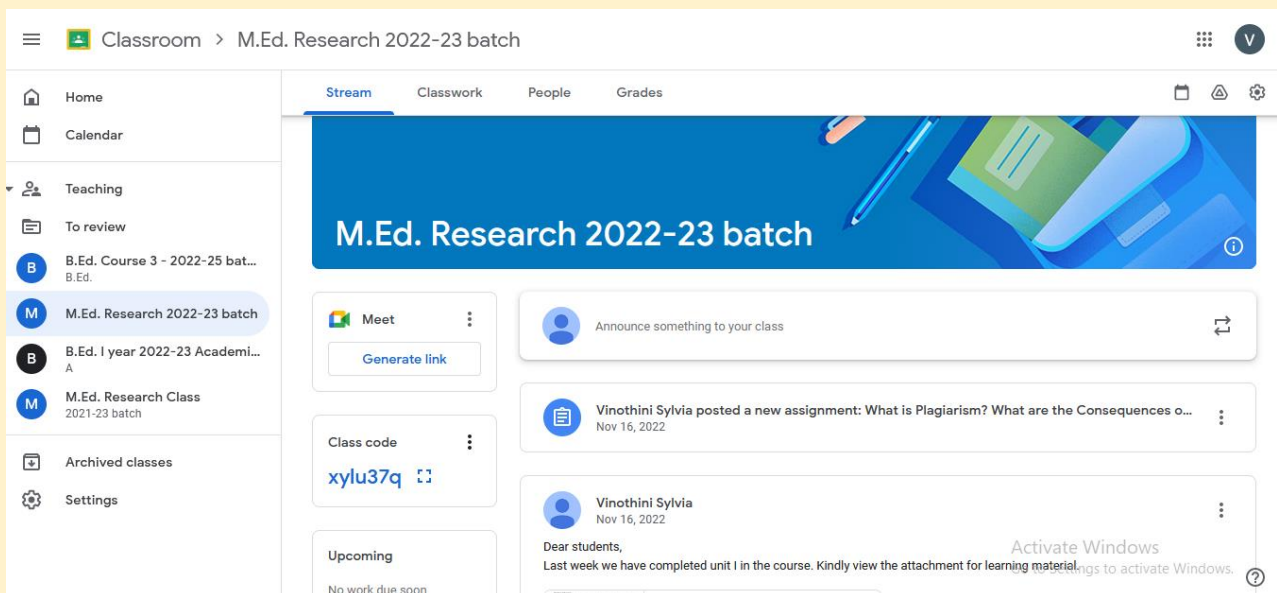 Classroom > M.Ed. Research 2022-23 batch
V
Home
Calendar
Teaching
To review
B
B.Ed. Course 3 - 2022-25 bat...
B.Ed.
M
M.Ed. Research 2022-23 batch
B
B.Ed. I year 2022-23 Academi...
A
M
M.Ed. Research Class
2021-23 batch
Archived classes
Settings
Stream Classwork People Grades
M.Ed. Research 2022-23 batch
Meet
Generate link
Class code
xylu37q
Upcoming
No work due soon
Announce something to your class
Vinothini Sylvia posted a new assignment: What is Plagiarism? What are the Consequences o...
Nov 16, 2022
Vinothini Sylvia
Nov 16, 2022
Dear students,
Last week we have completed unit I in the course. Kindly view the attachment for learning material.
Activate Windows
Go to Settings to activate Windows.